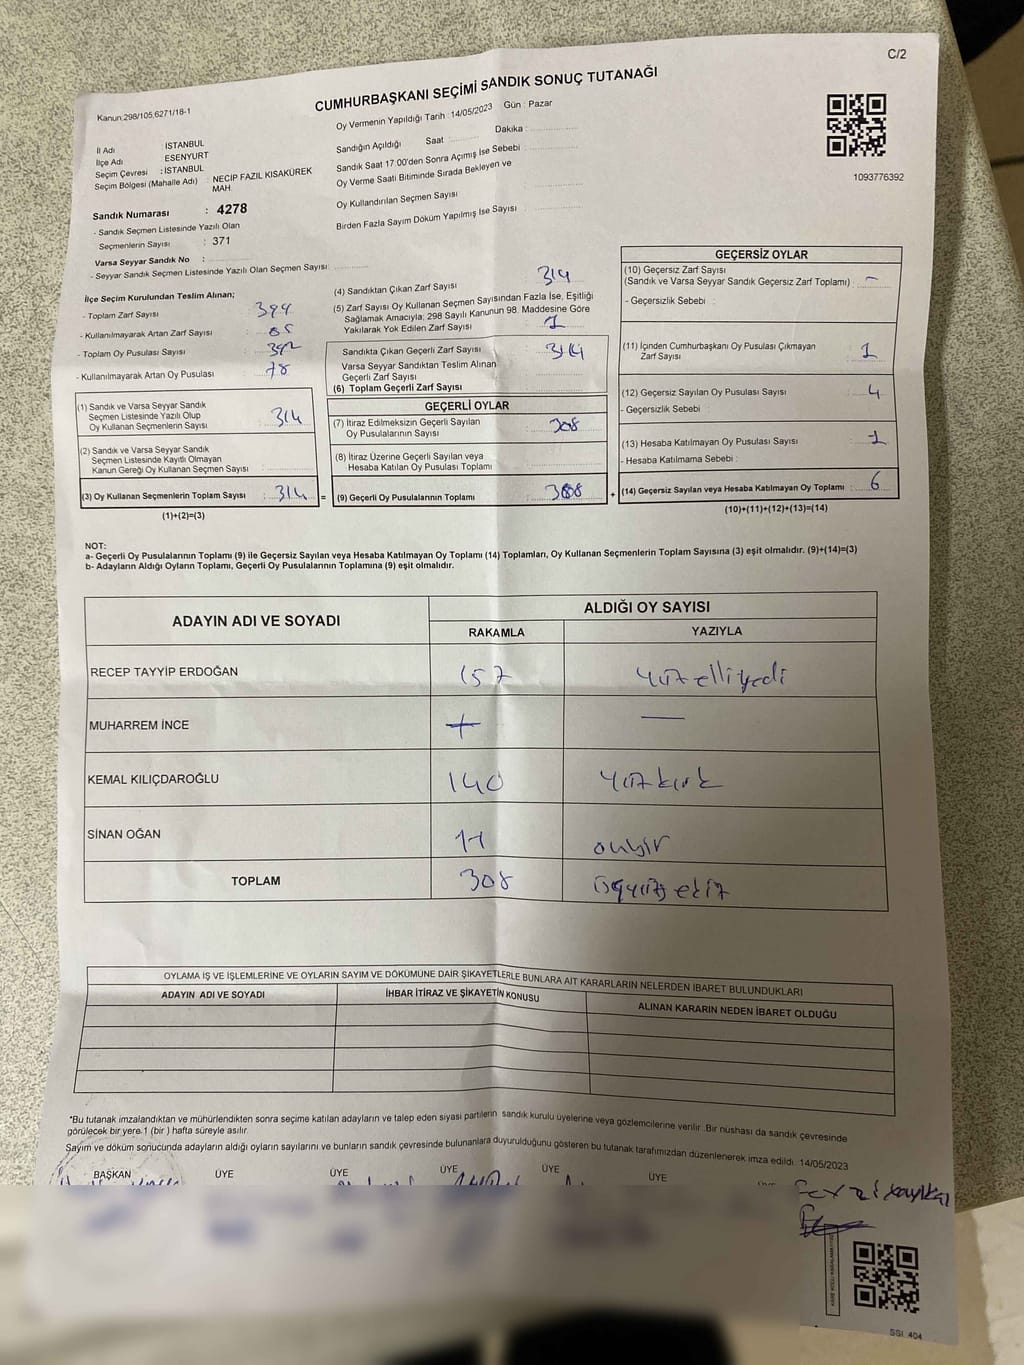 C/2
CUMHURBAŞKANI SEÇİMİ SANDIK SONUÇ TUTANAĞI
Kanun:298/105,6271/18-1
Oy Vermenin Yapıldığı Tarih : 14/05/2023 Gün : Pazar
Sandığın Açıldığı Saat Dakika :
Sandık Saat 17:00'den Sonra Açımış İse Sebebi :
Oy Verme Saati Bitiminde Sırada Bekleyen ve
Oy Kullandırılan Seçmen Sayısı :
Birden Fazla Sayım Döküm Yapılmış İse Sayısı :
İl Adı : İSTANBUL
İlçe Adı : ESENYURT
Seçim Çevresi : İSTANBUL
Seçim Bölgesi (Mahalle Adı) : NECİP FAZIL KISAKÜREK
MAH.
Sandık Numarası : 4278
- Sandık Seçmen Listesinde Yazılı Olan
Seçmenlerin Sayısı : 371
Varsa Seyyar Sandık No :
- Seyyar Sandık Seçmen Listesinde Yazılı Olan Seçmen Sayısı:
1093776392
İlçe Seçim Kurulundan Teslim Alınan;
- Toplam Zarf Sayısı : 399
- Kullanılmayarak Artan Zarf Sayısı : 85
- Toplam Oy Pusulası Sayısı : 392
- Kullanılmayarak Artan Oy Pusulası : 78
(1) Sandık ve Varsa Seyyar Sandık
Seçmen Listesinde Yazılı Olup
Oy Kullanan Seçmenlerin Sayısı : 314
(2) Sandık ve Varsa Seyyar Sandık
Seçmen Listesinde Kayıtlı Olmayan
Kanun Gereği Oy Kullanan Seçmen Sayısı :
(3) Oy Kullanan Seçmenlerin Toplam Sayısı : 314 =
(1)+(2)=(3)
(4) Sandıktan Çıkan Zarf Sayısı : 314
(5) Zarf Sayısı Oy Kullanan Seçmen Sayısından Fazla İse, Eşitliği
Sağlamak Amacıyla; 298 Sayılı Kanunun 98. Maddesine Göre
Yakılarak Yok Edilen Zarf Sayısı
Sandıkta Çıkan Geçerli Zarf Sayısı : 314
Varsa Seyyar Sandıktan Teslim Alınan
Geçerli Zarf Sayısı :
(6) Toplam Geçerli Zarf Sayısı :
GEÇERLİ OYLAR
(7) İtiraz Edilmeksizin Geçerli Sayılan
Oy Pusulalarının Sayısı : 308
(8) İtiraz Üzerine Geçerli Sayılan veya
Hesaba Katılan Oy Pusulası Toplamı :
(9) Geçerli Oy Pusulalarının Toplamı : 308 +
GEÇERSİZ OYLAR
(10) Geçersiz Zarf Sayısı
(Sandık ve Varsa Seyyar Sandık Geçersiz Zarf Toplamı) : -
- Geçersizlik Sebebi :
(11) İçinden Cumhurbaşkanı Oy Pusulası Çıkmayan
Zarf Sayısı : 1
(12) Geçersiz Sayılan Oy Pusulası Sayısı : 4
- Geçersizlik Sebebi :
(13) Hesaba Katılmayan Oy Pusulası Sayısı : 1
- Hesaba Katılmama Sebebi :
(14) Geçersiz Sayılan veya Hesaba Katılmayan Oy Toplamı : 6
(10)+(11)+(12)+(13)=(14)
NOT:
a- Geçerli Oy Pusulalarının Toplamı (9) ile Geçersiz Sayılan veya Hesaba Katılmayan Oy Toplamı (14) Toplamları, Oy Kullanan Seçmenlerin Toplam Sayısına (3) eşit olmalıdır. (9)+(14)=(3)
b- Adayların Aldığı Oyların Toplamı, Geçerli Oy Pusulalarının Toplamına (9) eşit olmalıdır.
ADAYIN ADI VE SOYADI ALDIĞI OY SAYISI
RAKAMLA YAZIYLA
RECEP TAYYİP ERDOĞAN 157 yüzelliyedi
MUHARREM İNCE —
KEMAL KILIÇDAROĞLU 140 yüzkırk
SİNAN OĞAN 11 onbir
TOPLAM 308 üçyüzsekiz
OYLAMA İŞ VE İŞLEMLERİNE VE OYLARIN SAYIM VE DÖKÜMÜNE DAİR ŞİKAYETLERLE BUNLARA AİT KARARLARIN NELERDEN İBARET BULUNDUKLARI
ADAYIN ADI VE SOYADI İHBAR İTİRAZ VE ŞİKAYETİN KONUSU ALINAN KARARIN NEDEN İBARET OLDUĞU
*Bu tutanak imzalandıktan ve mühürlendikten sonra seçime katılan adayların ve talep eden siyasi partilerin sandık kurulu üyelerine veya gözlemcilerine verilir. Bir nüshası da sandık çevresinde
görülecek bir yere 1 (bir ) hafta süreyle asılır.
Sayım ve döküm sonucunda adayların aldığı oyların sayılarını ve bunların sandık çevresinde bulunanlara duyurulduğunu gösteren bu tutanak tarafımızdan düzenlenerek imza edildi. 14/05/2023
BAŞKAN ÜYE ÜYE ÜYE ÜYE ÜYE
SSI: 404